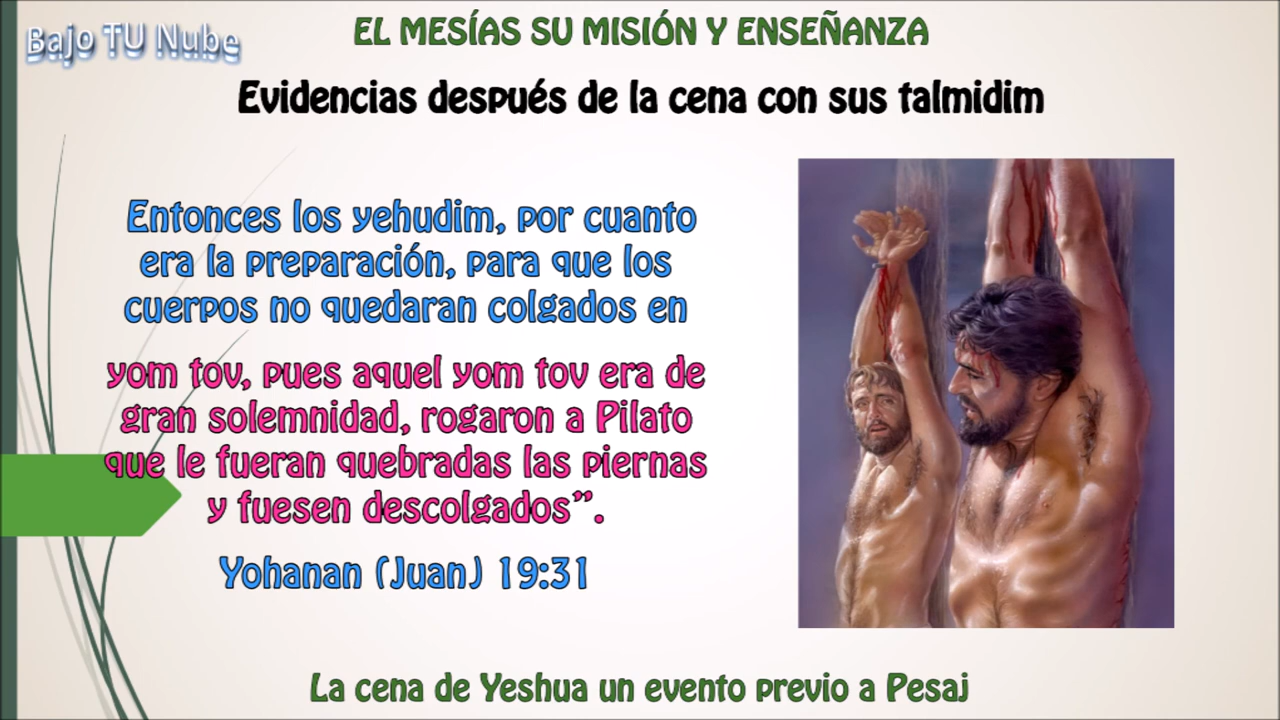 Bajo TU Nube
EL MESÍAS SU MISIÓN Y ENSEÑANZA
Evidencias después de la cena con sus talmidim
Entonces los yehudim, por cuanto
era la preparación, para que los
cuerpos no quedaran colgados en
yom tov, pues aquel yom tov era de
gran solemnidad, rogaron a Pilato
que le fueran quebradas las piernas
y fuesen descolgados”.
Yohanan (Juan) 19:31
La cena de Yeshua un evento previo a Pesaj